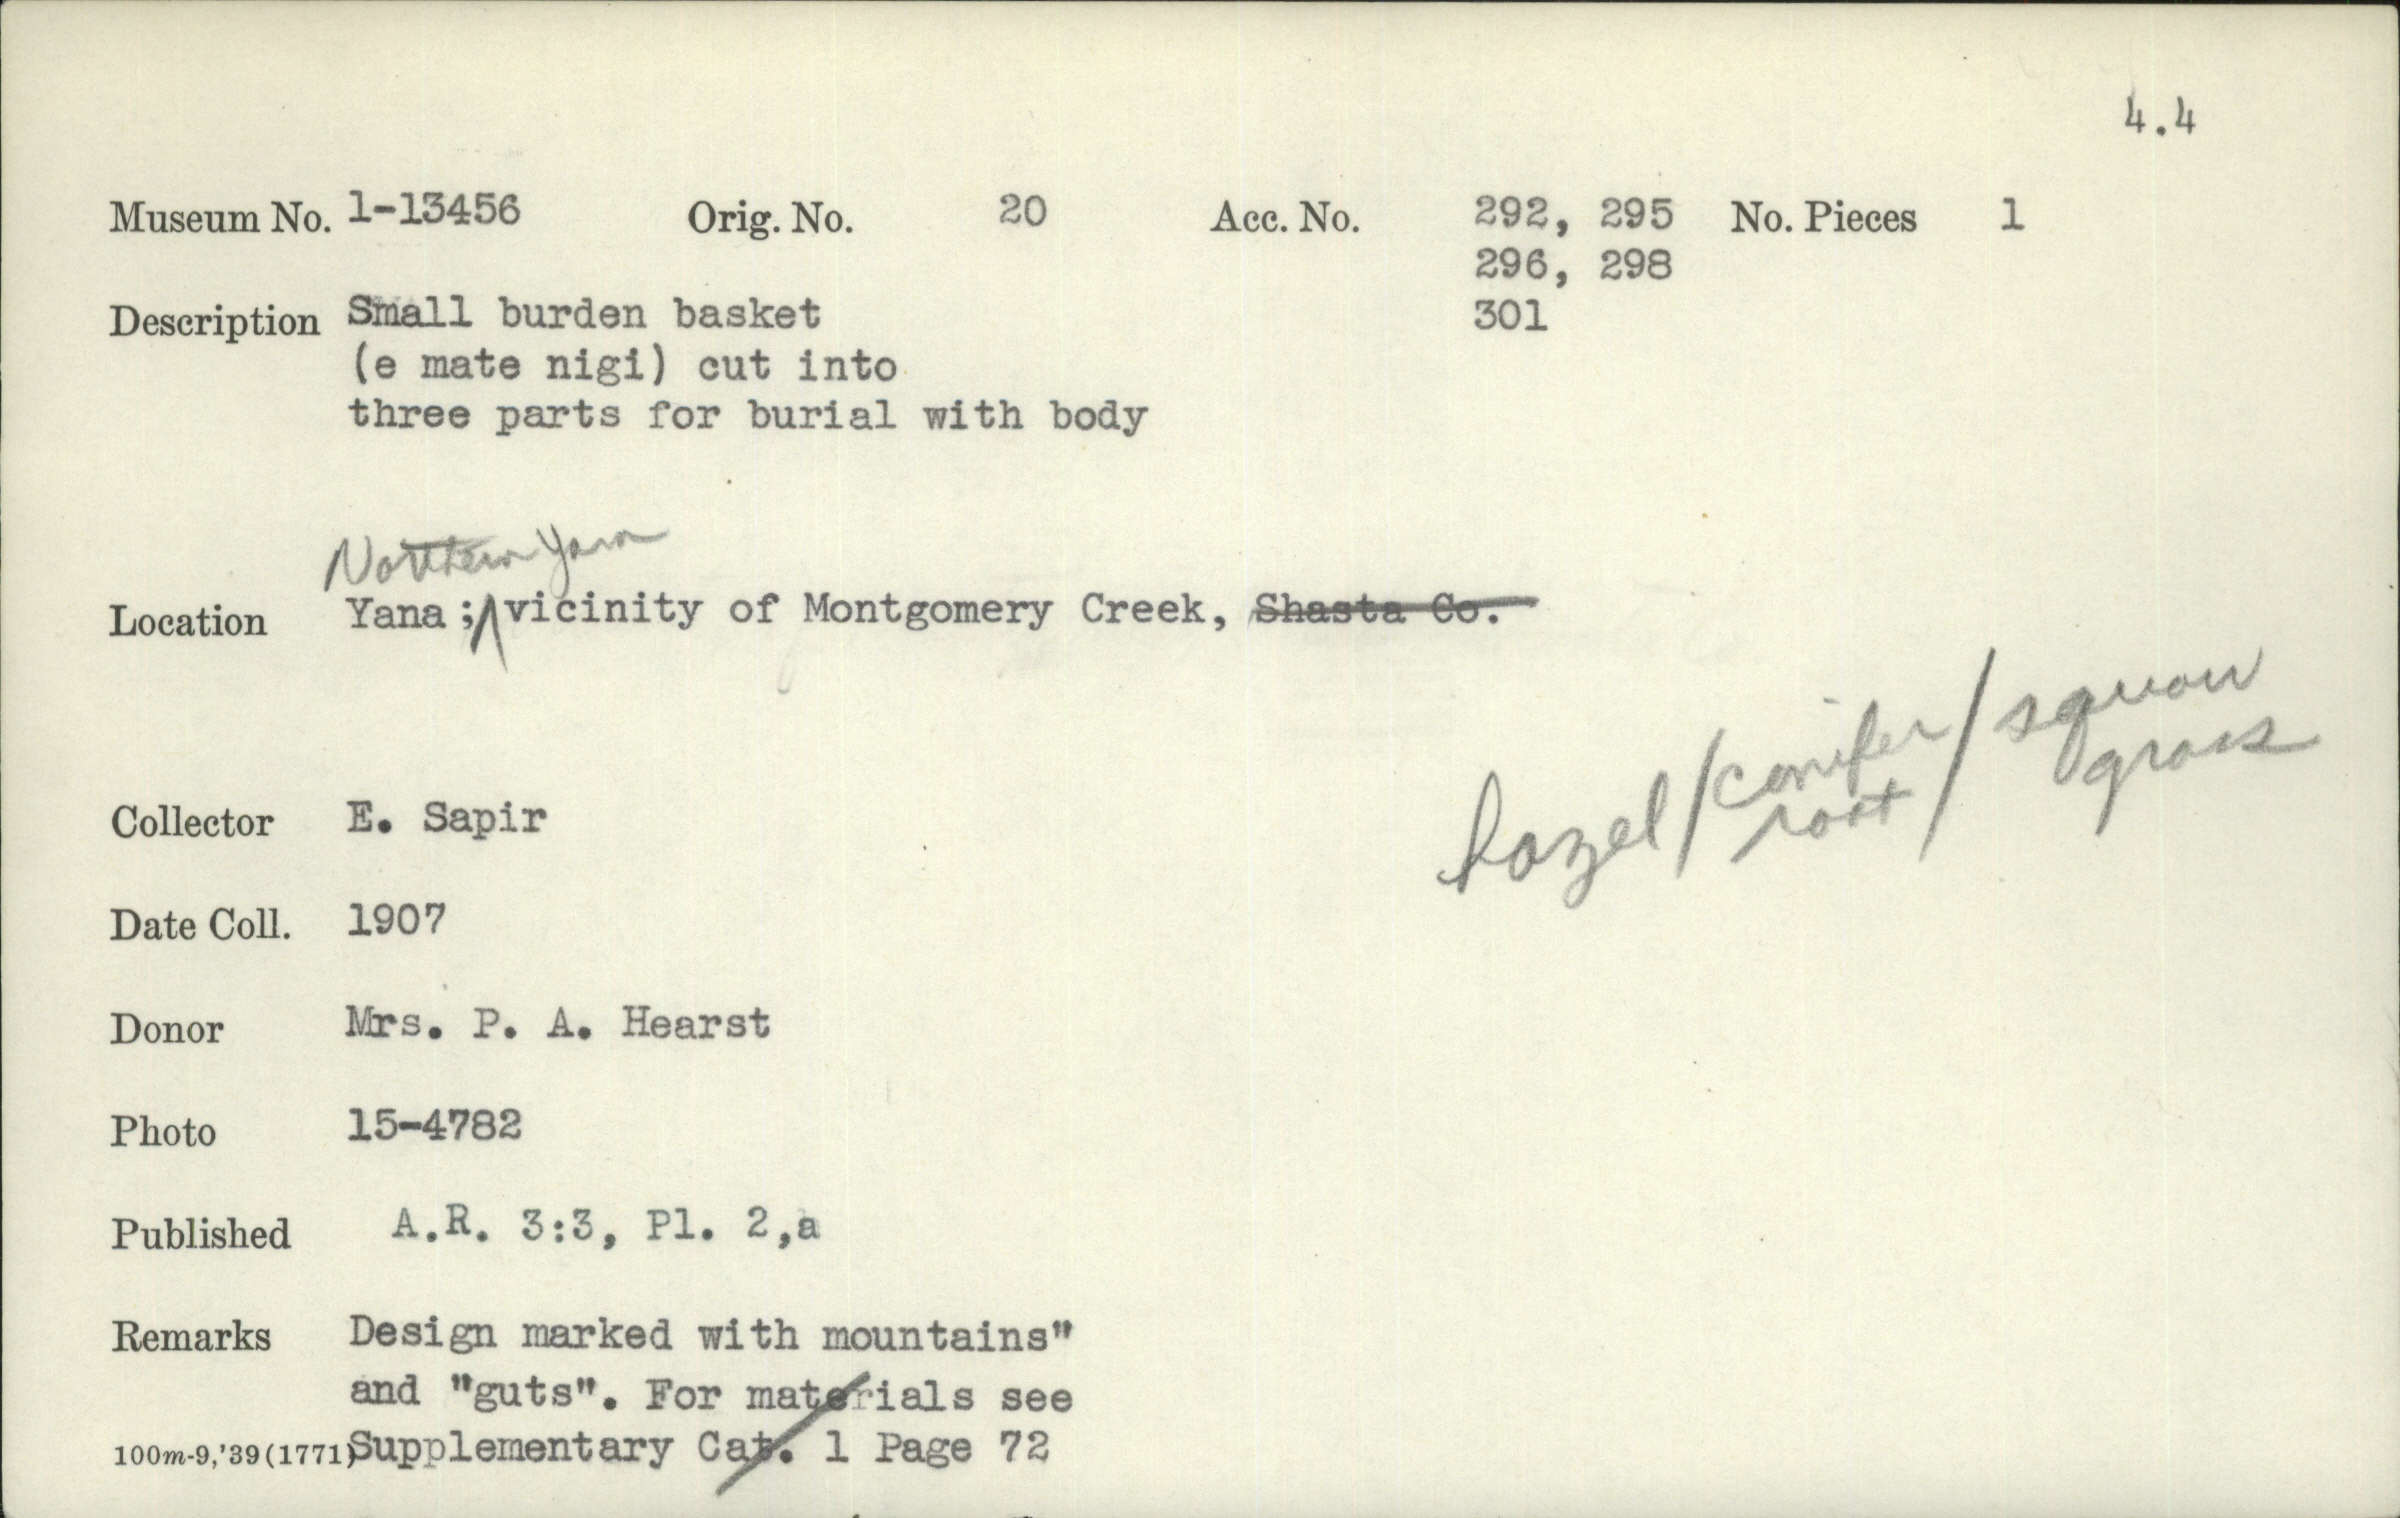 4.4
Museum No. 1-13456 Orig. No. 20 Acc. No. 292, 295 No. Pieces 1
296, 298
301
Description Small burden basket
(e mate nigi) cut into
three parts for burial with body
Northern Yana
Location Yana; vicinity of Montgomery Creek, Shasta Co.
hazel/conifer root/squaw grass
Collector E. Sapir
Date Coll. 1907
Donor Mrs. P. A. Hearst
Photo 15-4782
Published A.R. 3:3, Pl. 2,a
Remarks Design marked with mountains"
and "guts". For materials see
100m-9,'39(1771) Supplementary Cat. 1 Page 72